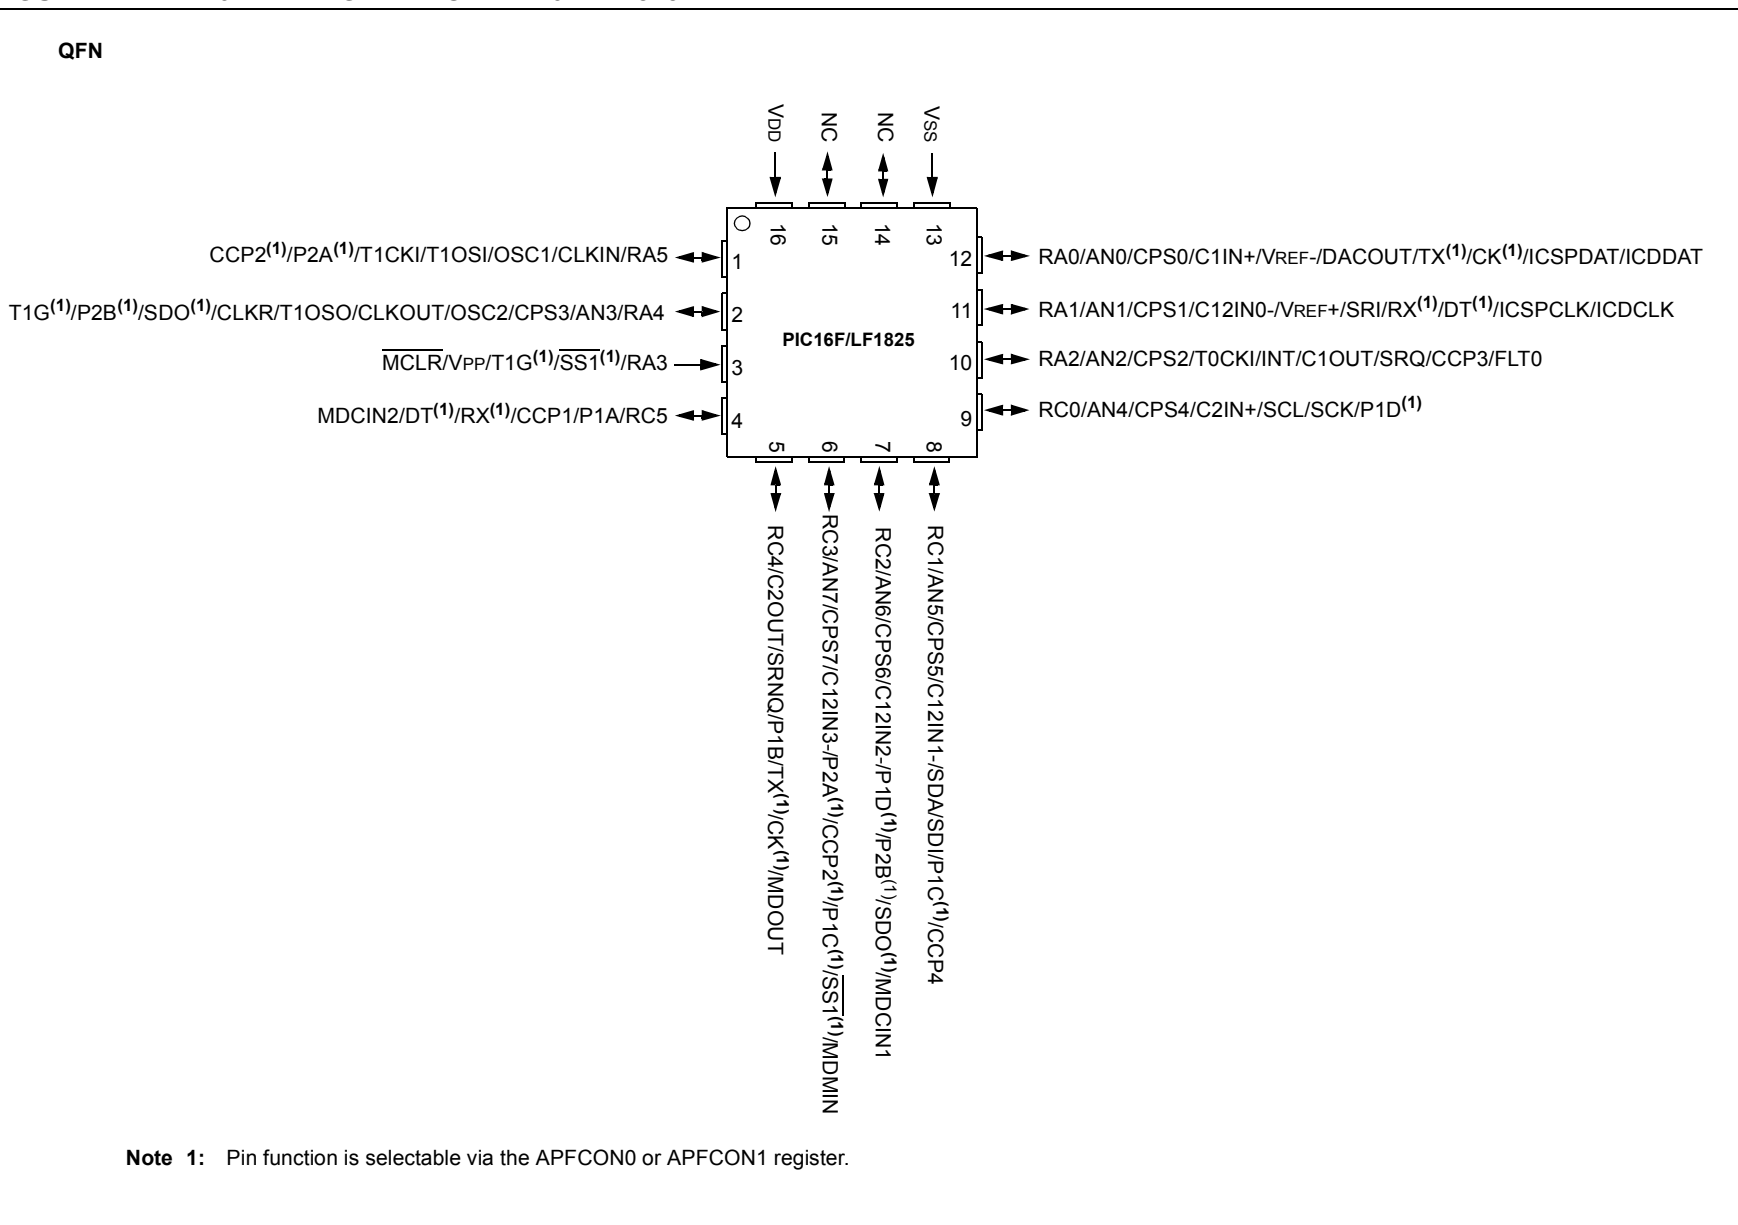 QFN
VDD
NC
NC
VSS
16
15
14
13
CCP2(1)/P2A(1)/T1CKI/T1OSI/OSC1/CLKIN/RA5
1
12
RA0/AN0/CPS0/C1IN+/VREF-/DACOUT/TX(1)/CK(1)/ICSPDAT/ICDDAT
T1G(1)/P2B(1)/SDO(1)/CLKR/T1OSO/CLKOUT/OSC2/CPS3/AN3/RA4
2
11
RA1/AN1/CPS1/C12IN0-/VREF+/SRI/RX(1)/DT(1)/ICSPCLK/ICDCLK
PIC16F/LF1825
MCLR/VPP/T1G(1)/SS1(1)/RA3
3
10
RA2/AN2/CPS2/T0CKI/INT/C1OUT/SRQ/CCP3/FLT0
MDCIN2/DT(1)/RX(1)/CCP1/P1A/RC5
4
9
RC0/AN4/CPS4/C2IN+/SCL/SCK/P1D(1)
5
6
7
8
RC4/C2OUT/SRNQ/P1B/TX(1)/CK(1)/MDOUT
RC3/AN7/CPS7/C12IN3-/P2A(1)/CCP2(1)/P1C(1)/SS1(1)/MDMIN
RC2/AN6/CPS6/C12IN2-/P1D(1)/P2B(1)/SDO(1)/MDCIN1
RC1/AN5/CPS5/C12IN1-/SDA/SDI/P1C(1)/CCP4
Note 1: Pin function is selectable via the APFCON0 or APFCON1 register.